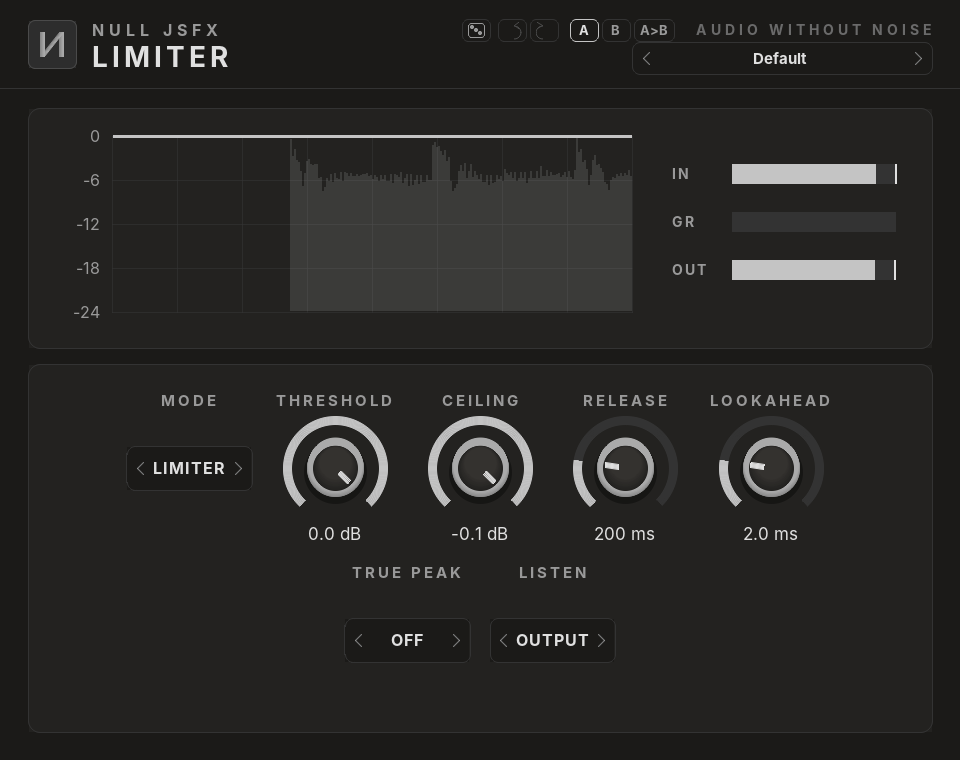 NULL JSFX
LIMITER
A B A>B
AUDIO WITHOUT NOISE
Default
0
-6
-12
-18
-24
IN
GR
OUT
MODE THRESHOLD CEILING RELEASE LOOKAHEAD
LIMITER
0.0 dB -0.1 dB 200 ms 2.0 ms
TRUE PEAK LISTEN
OFF OUTPUT